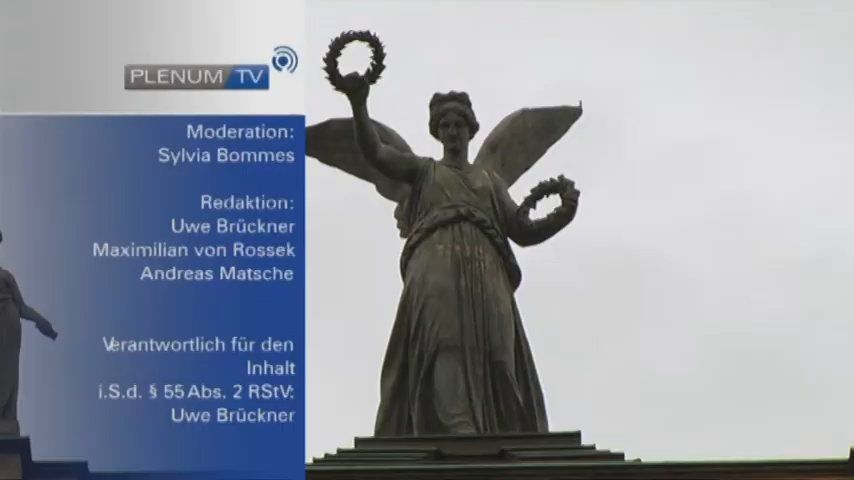 PLENUM TV
Moderation:
Sylvia Bommes
Redaktion:
Uwe Brückner
Maximilian von Rossek
Andreas Matsche
Verantwortlich für den
Inhalt
i.S.d. § 55 Abs. 2 RStV:
Uwe Brückner